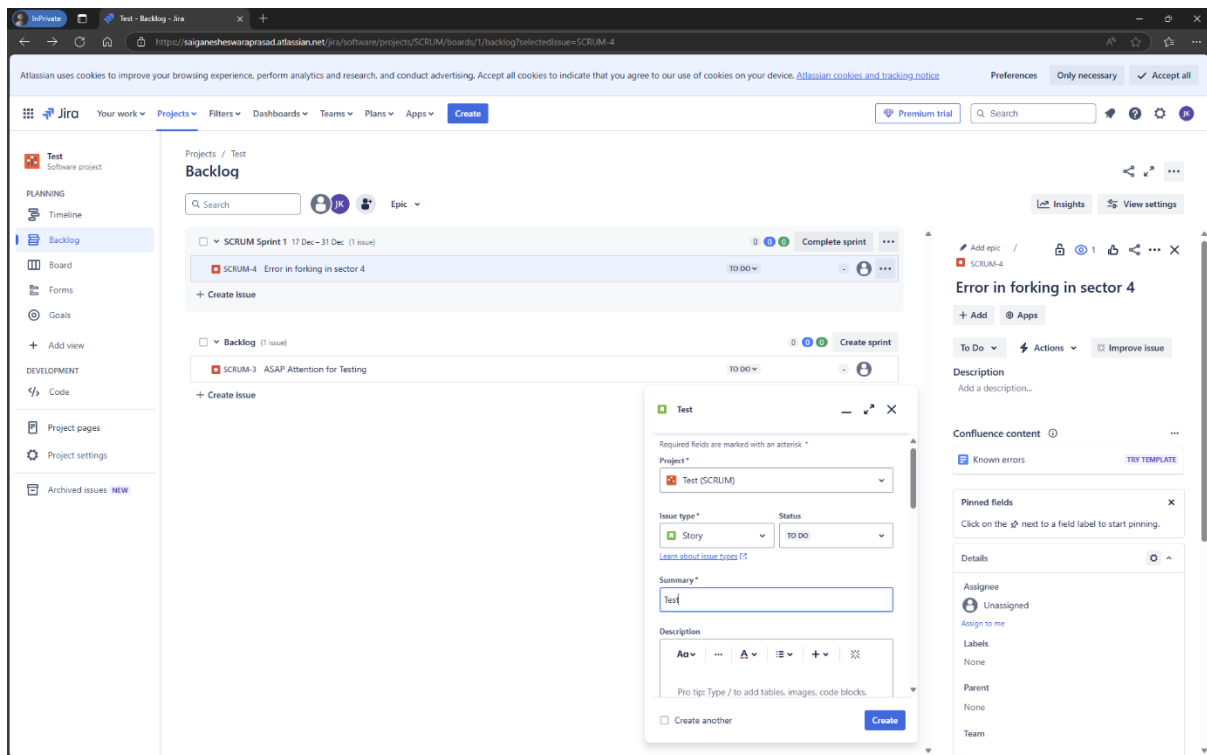 InPrivate
Test - Backlog - Jira
https://saiganesheswaraprasad.atlassian.net/jira/software/projects/SCRUM/boards/1/backlog?selectedIssue=SCRUM-4
Atlassian uses cookies to improve your browsing experience, perform analytics and research, and conduct advertising. Accept all cookies to indicate that you agree to our use of cookies on your device. Atlassian cookies and tracking notice
Preferences Only necessary Accept all
Jira Your work Projects Filters Dashboards Teams Plans Apps Create Premium trial Search JK
Test
Software project
PLANNING
Timeline
Backlog
Board
Forms
Goals
Add view
DEVELOPMENT
Code
Project pages
Project settings
Archived issues NEW
Projects / Test
Backlog
Search JK Epic
Insights View settings
SCRUM Sprint 1 17 Dec – 31 Dec (1 issue) 0 0 0 Complete sprint
SCRUM-4 Error in forking in sector 4 TO DO -
+ Create issue
Backlog (1 issue) 0 0 0 Create sprint
SCRUM-3 ASAP Attention for Testing TO DO -
+ Create issue
Test
Required fields are marked with an asterisk *
Project *
Test (SCRUM)
Issue type * Status
Story TO DO
Learn about issue types
Summary *
Test
Description
Aa A
Pro tip: Type / to add tables, images, code blocks,
Create another Create
Add epic / 1
SCRUM-4
Error in forking in sector 4
+ Add Apps
To Do Actions Improve issue
Description
Add a description...
Confluence content
Known errors TRY TEMPLATE
Pinned fields
Click on the next to a field label to start pinning.
Details
Assignee
Unassigned
Assign to me
Labels
None
Parent
None
Team